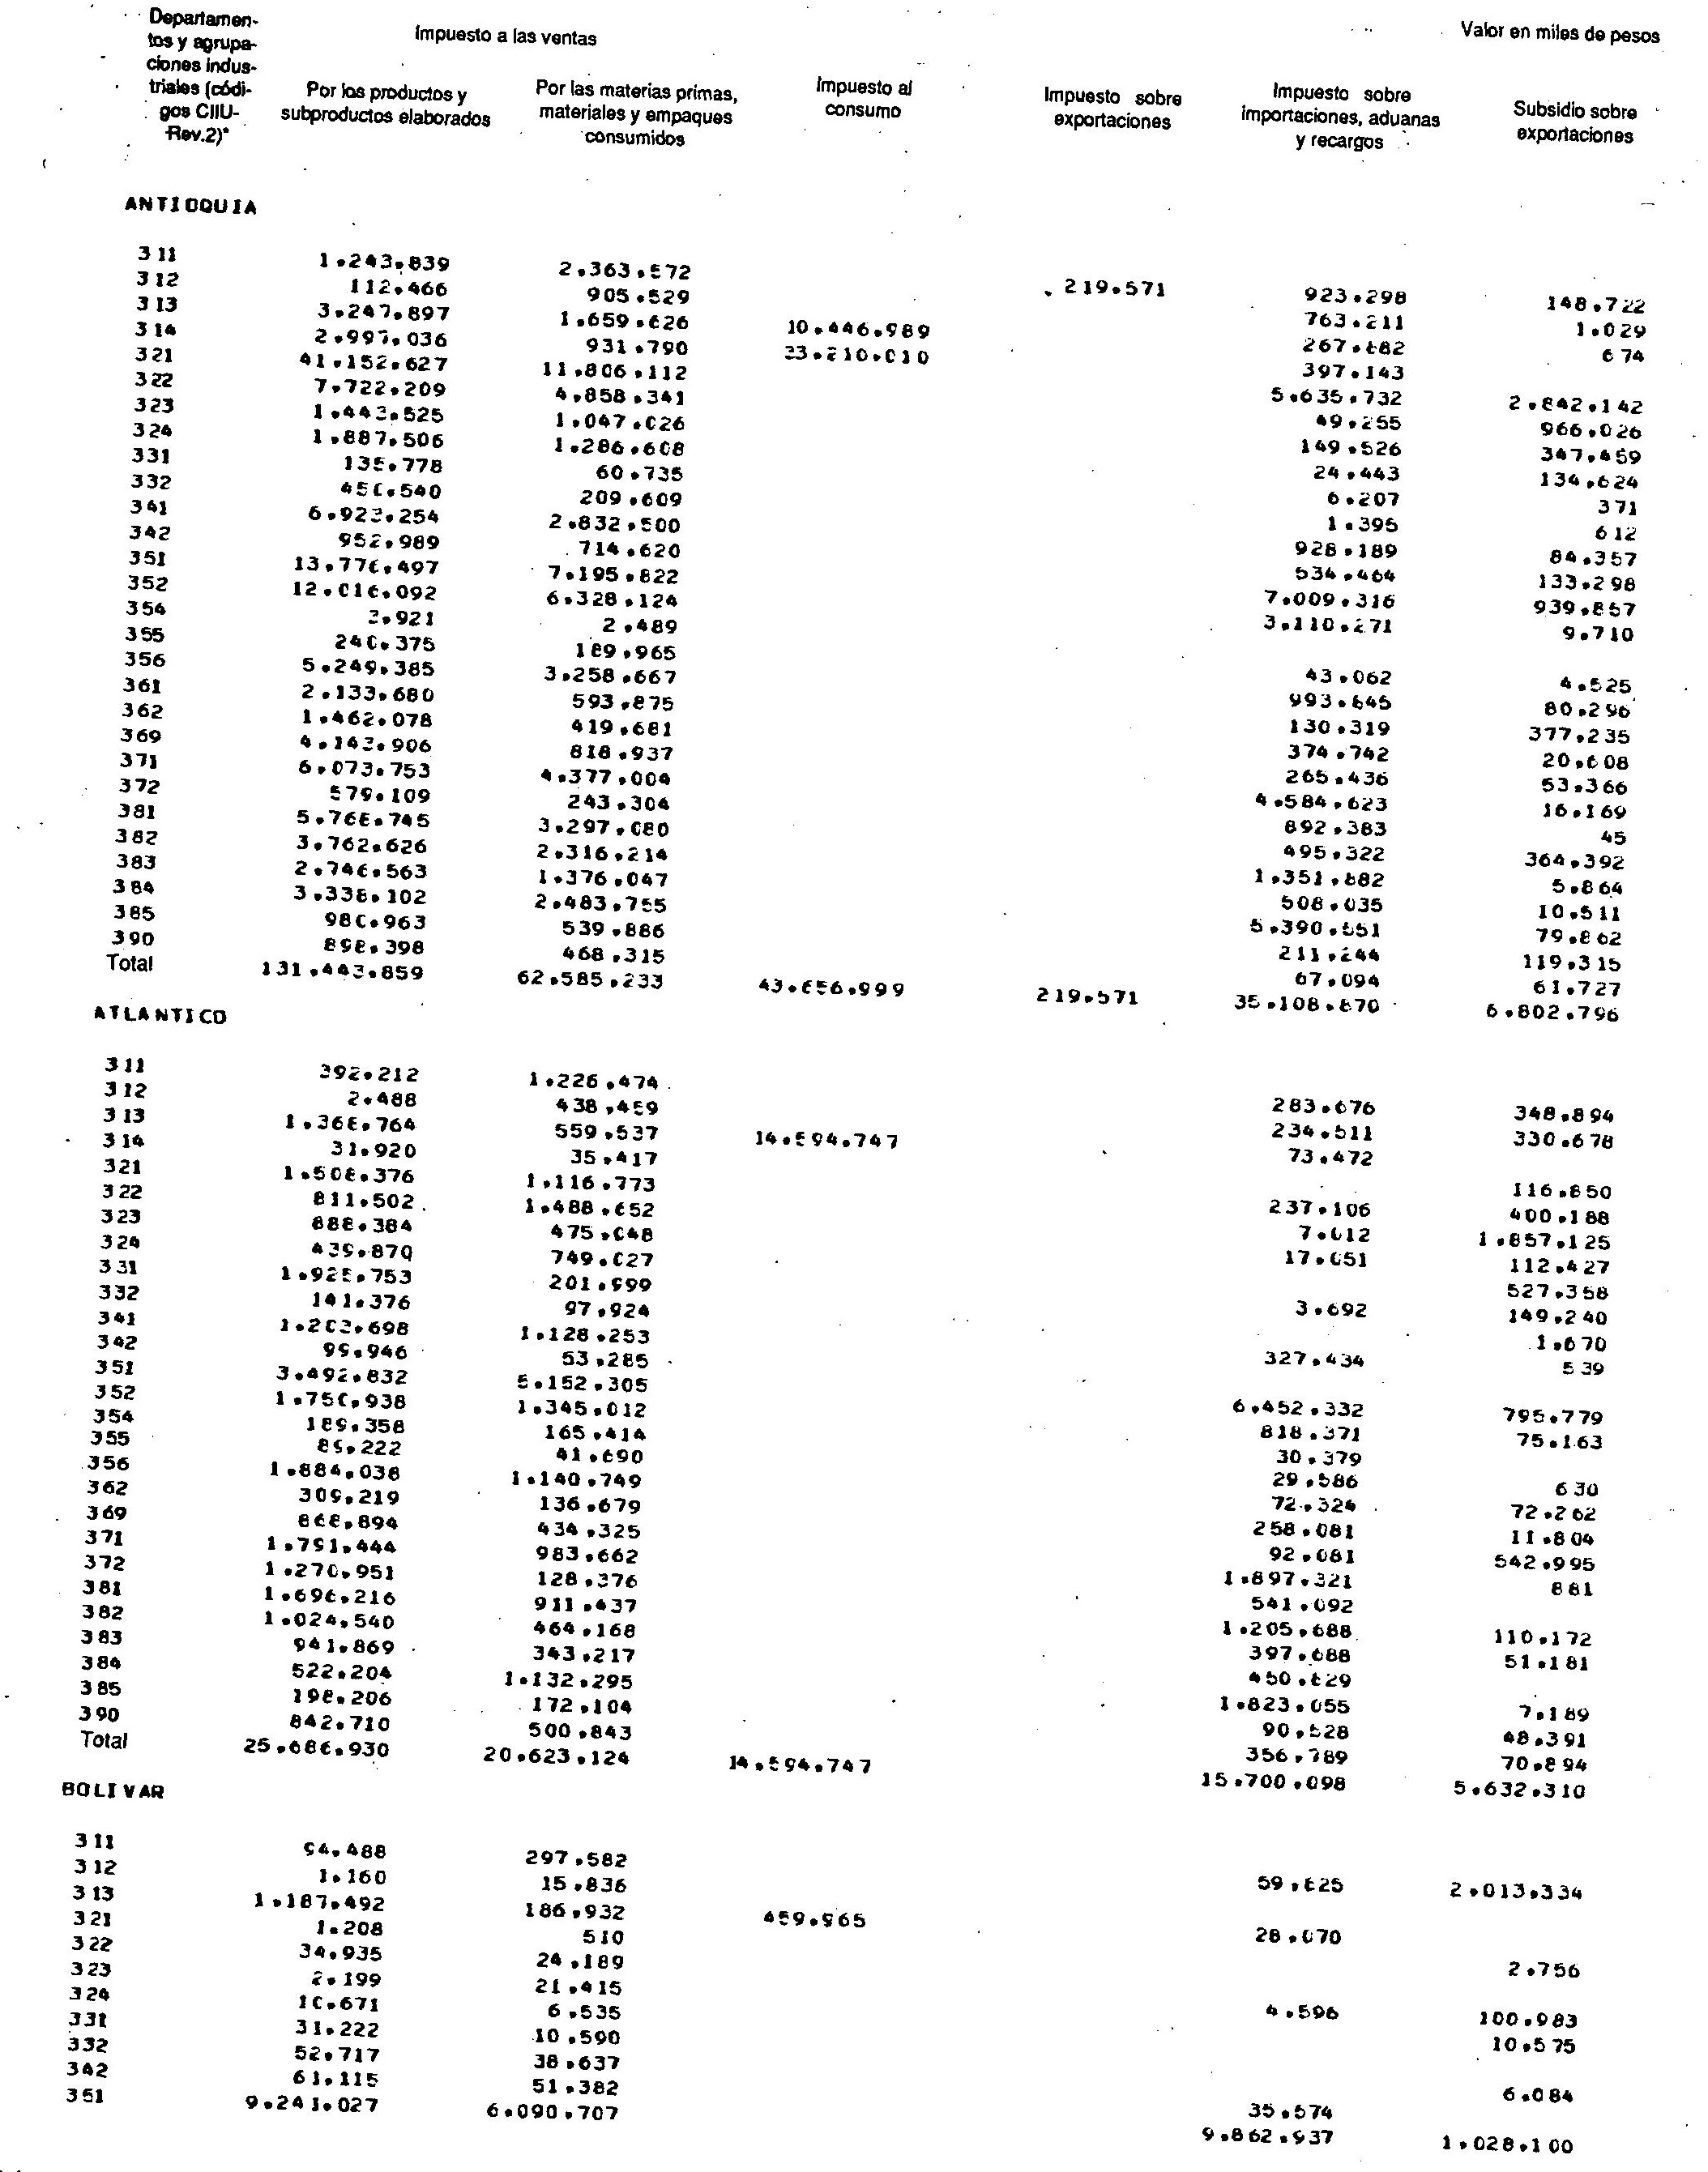 Departamen-
tos y agrupa-
ciones indus-
triales (códi-
gos CIIU-
Rev.2)*
Impuesto a las ventas
Valor en miles de pesos
Por los productos y
subproductos elaborados
Por las materias primas,
materiales y empaques
consumidos
Impuesto al
consumo
Impuesto sobre
exportaciones
Impuesto sobre
importaciones, aduanas
y recargos
Subsidio sobre
exportaciones
ANTIOQUIA
311 1.243.839 2.363.572 219.571 923.298 148.722
312 112.466 905.529 763.211 1.029
313 3.247.897 1.659.626 10.446.989 267.682 674
314 2.997.036 931.790 33.210.010 397.143
321 41.152.627 11.806.112 5.635.732 2.842.142
322 7.722.209 4.858.341 49.255 966.026
323 1.443.525 1.047.026 149.526 347.459
324 1.887.506 1.286.608 24.443 134.624
331 135.778 60.735 6.207 371
332 450.540 209.609 1.395 612
341 6.923.254 2.832.500 928.189 84.357
342 952.989 714.620 534.464 133.298
351 13.776.497 7.195.822 7.009.316 939.857
352 12.016.092 6.328.124 3.110.271 9.710
354 3.921 2.489
355 240.375 189.965 43.062 4.525
356 5.249.385 3.258.667 993.645 80.296
361 2.133.680 593.875 130.319 377.235
362 1.462.078 419.681 374.742 20.608
369 4.143.906 818.937 265.436 53.366
371 6.073.753 4.377.004 4.584.623 16.169
372 579.109 243.304 892.383 45
381 5.768.745 3.297.080 495.322 364.392
382 3.762.626 2.316.214 1.351.882 5.864
383 2.746.563 1.376.047 508.035 10.511
384 3.338.102 2.483.755 5.390.551 79.862
385 980.963 539.886 211.244 119.315
390 898.398 468.315 67.094 61.727
Total 131.443.859 62.585.233 43.656.999 219.571 35.108.670 6.802.796
ATLANTICO
311 392.212 1.226.474 283.676 348.894
312 2.488 438.459 234.511 330.678
313 1.368.764 559.537 14.594.747 73.472
314 31.920 35.417 116.850
321 1.508.376 1.116.773 237.106 400.188
322 811.502 1.488.652 7.012 1.857.125
323 888.384 475.048 17.051 112.427
324 439.870 749.027 527.358
331 1.925.753 201.999 3.692 149.240
332 141.376 97.924 1.670
341 1.203.698 1.128.253 327.434 539
342 99.946 53.285
351 3.492.832 5.152.305 6.452.332 795.779
352 1.750.938 1.345.012 818.371 75.163
354 189.358 165.414 30.379
355 89.222 41.690 29.586 630
356 1.884.038 1.140.749 72.324 72.262
362 309.219 136.679 258.081 11.804
369 868.894 434.325 92.081 542.995
371 1.791.444 983.662 1.897.321 881
372 1.270.951 128.376 541.092
381 1.696.216 911.437 1.205.688 110.172
382 1.024.540 464.168 397.688 51.181
383 941.869 343.217 450.629
384 522.204 1.132.295 1.823.055 7.189
385 198.206 172.104 90.528 48.391
390 842.710 500.843 356.789 70.894
Total 25.686.930 20.623.124 14.594.747 15.700.098 5.632.310
BOLIVAR
311 94.488 297.582 59.625 2.013.334
312 1.160 15.836
313 1.187.492 186.932 459.965 28.070
321 1.208 510 2.756
322 34.935 24.189
323 2.199 21.415 4.596 100.983
324 10.671 6.535 10.575
331 31.222 10.590
332 52.717 38.637 6.084
342 61.115 51.382 35.574
351 9.241.027 6.090.707 9.862.937 1.028.100